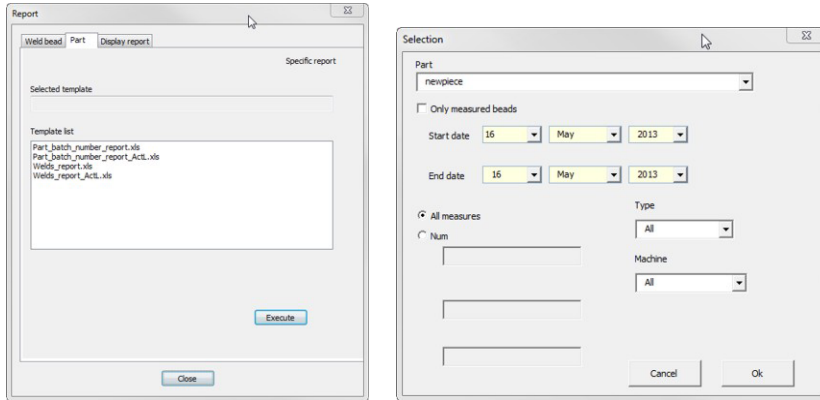 Report
Weld bead Part Display report
Specific report
Selected template
Template list
Part_batch_number_report.xls
Part_batch_number_report_ActL.xls
Welds_report.xls
Welds_report_ActL.xls
Execute
Close
Selection
Part
newpiece
Only measured beads
Start date 16 May 2013
End date 16 May 2013
All measures
Num
Type
All
Machine
All
Cancel Ok